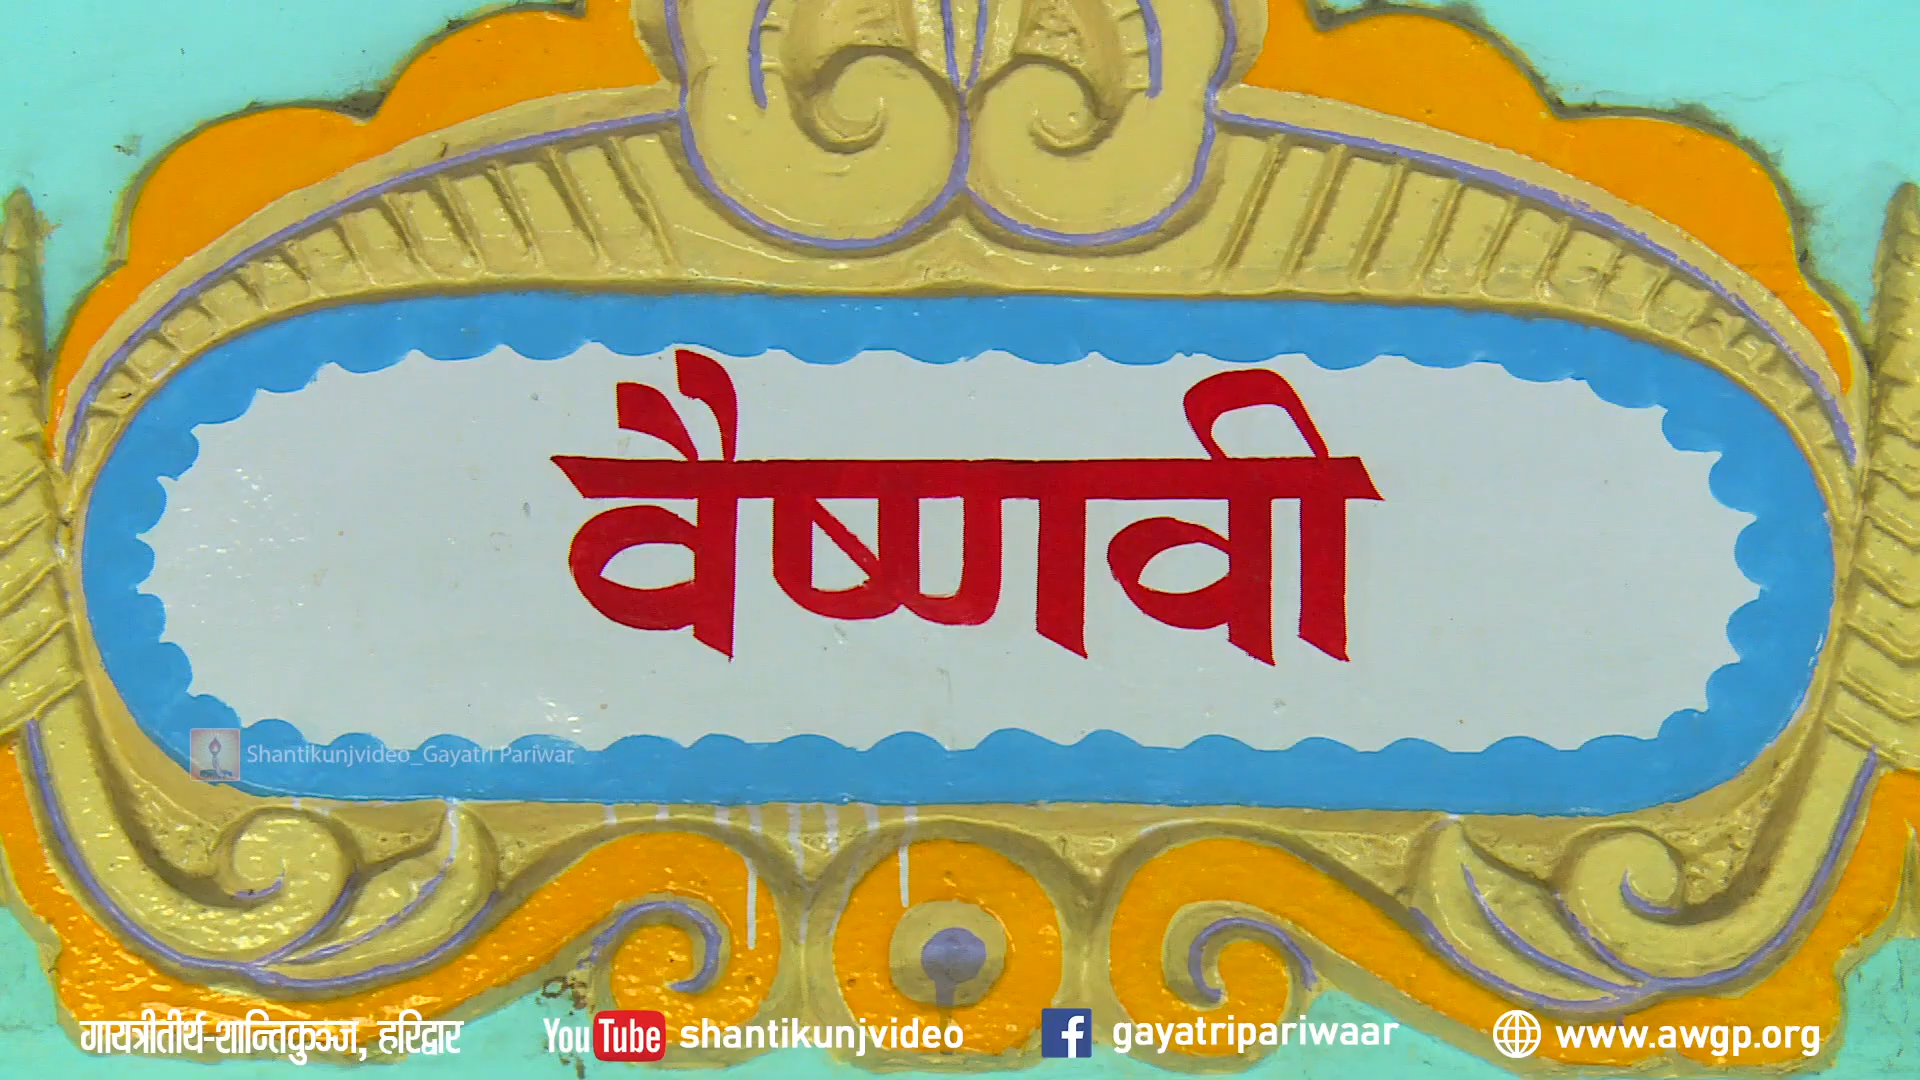 वैष्णवी
Shantikunjvideo_Gayatri Pariwar
गायत्रीतीर्थ-शान्तिकुञ्ज, हरिद्वार
YouTube shantikunjvideo
f gayatripariwaar
www.awgp.org